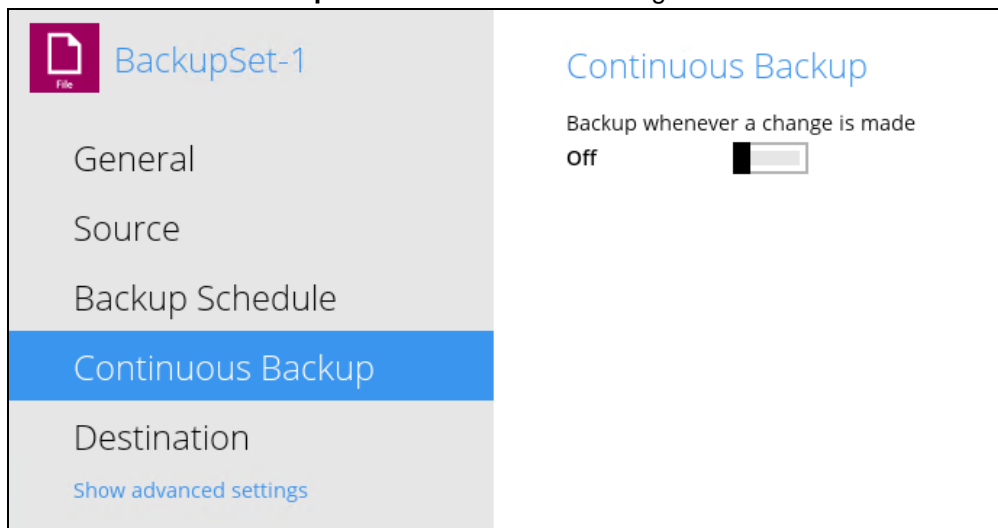 File
BackupSet-1
General
Source
Backup Schedule
Continuous Backup
Destination
Show advanced settings
Continuous Backup
Backup whenever a change is made
Off